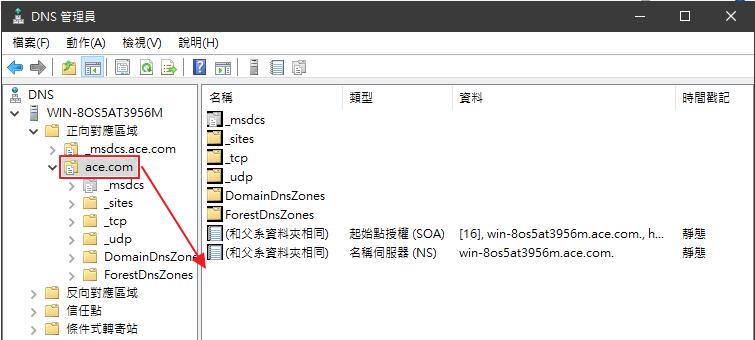 DNS 管理員
檔案(F) 動作(A) 檢視(V) 說明(H)
DNS
WIN-8OS5AT3956M
正向對應區域
_msdcs.ace.com
ace.com
_msdcs
_sites
_tcp
_udp
DomainDnsZone
ForestDnsZones
反向對應區域
信任點
條件式轉寄站
名稱 類型 資料 時間戳記
_msdcs
_sites
_tcp
_udp
DomainDnsZones
ForestDnsZones
(和父系資料夾相同) 起始點授權 (SOA) [16], win-8os5at3956m.ace.com., h... 靜態
(和父系資料夾相同) 名稱伺服器 (NS) win-8os5at3956m.ace.com. 靜態